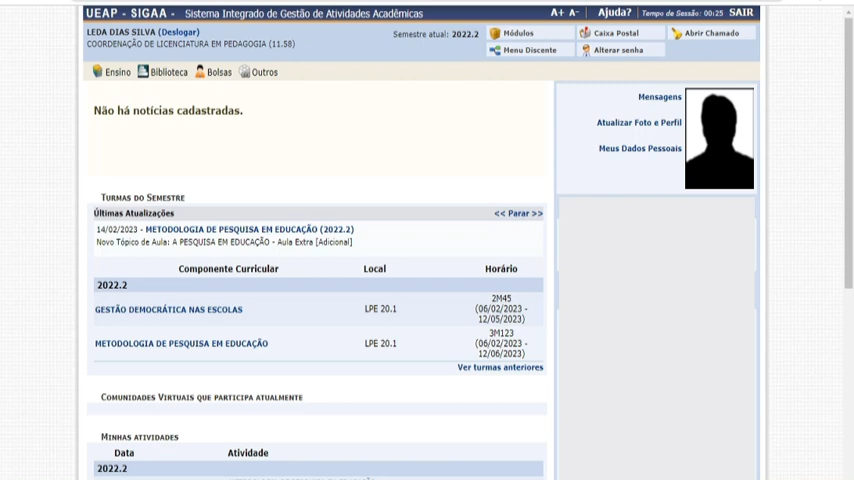 UEAP - SIGAA - Sistema Integrado de Gestão de Atividades Acadêmicas A+ A- Ajuda? Tempo de Sessão: 00:25 SAIR
LEDA DIAS SILVA (Deslogar)
COORDENAÇÃO DE LICENCIATURA EM PEDAGOGIA (11.58)
Semestre atual: 2022.2
Módulos
Caixa Postal
Abrir Chamado
Menu Discente
Alterar senha
Ensino Biblioteca Bolsas Outros
Não há notícias cadastradas.
Mensagens
Atualizar Foto e Perfil
Meus Dados Pessoais
TURMAS DO SEMESTRE
Últimas Atualizações << Parar >>
14/02/2023 - METODOLOGIA DE PESQUISA EM EDUCAÇÃO (2022.2)
Novo Tópico de Aula: A PESQUISA EM EDUCAÇÃO - Aula Extra [Adicional]
Componente Curricular Local Horário
2022.2
GESTÃO DEMOCRÁTICA NAS ESCOLAS LPE 20.1
2M45
(06/02/2023 -
12/05/2023)
METODOLOGIA DE PESQUISA EM EDUCAÇÃO LPE 20.1
3M123
(06/02/2023 -
12/06/2023)
Ver turmas anteriores
COMUNIDADES VIRTUAIS QUE PARTICIPA ATUALMENTE
MINHAS ATIVIDADES
Data Atividade
2022.2